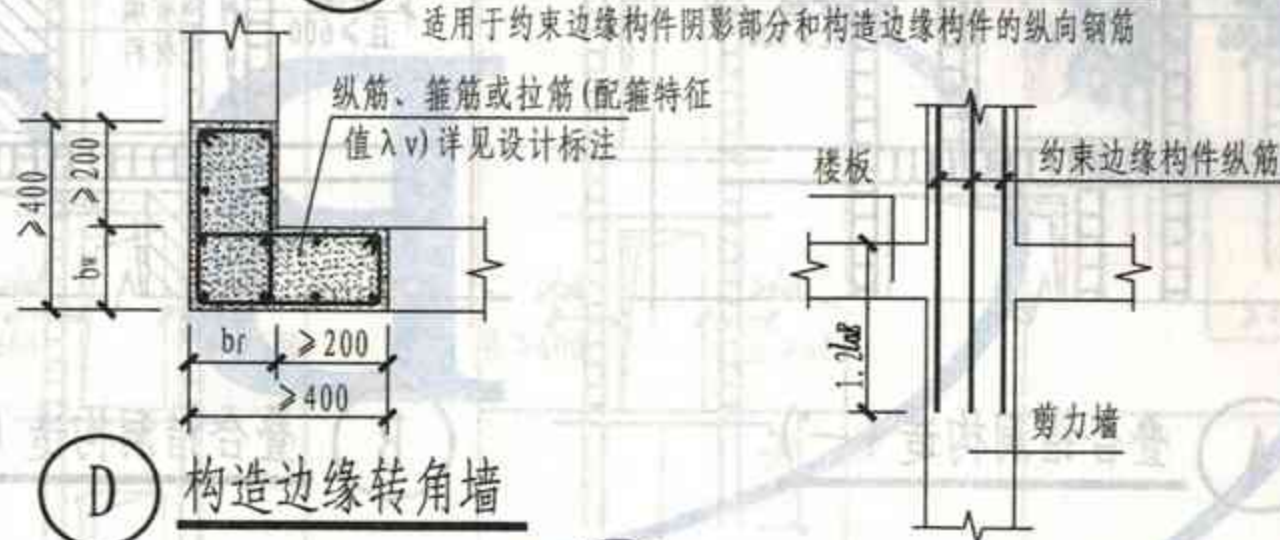 适用于约束边缘构件阴影部分和构造边缘构件的纵向钢筋
纵筋、箍筋或拉筋(配箍特征
值λv)详见设计标注
≥400
≥200
bw
bf
≥200
≥400
D 构造边缘转角墙
楼板
约束边缘构件纵筋
1.2laE
剪力墙